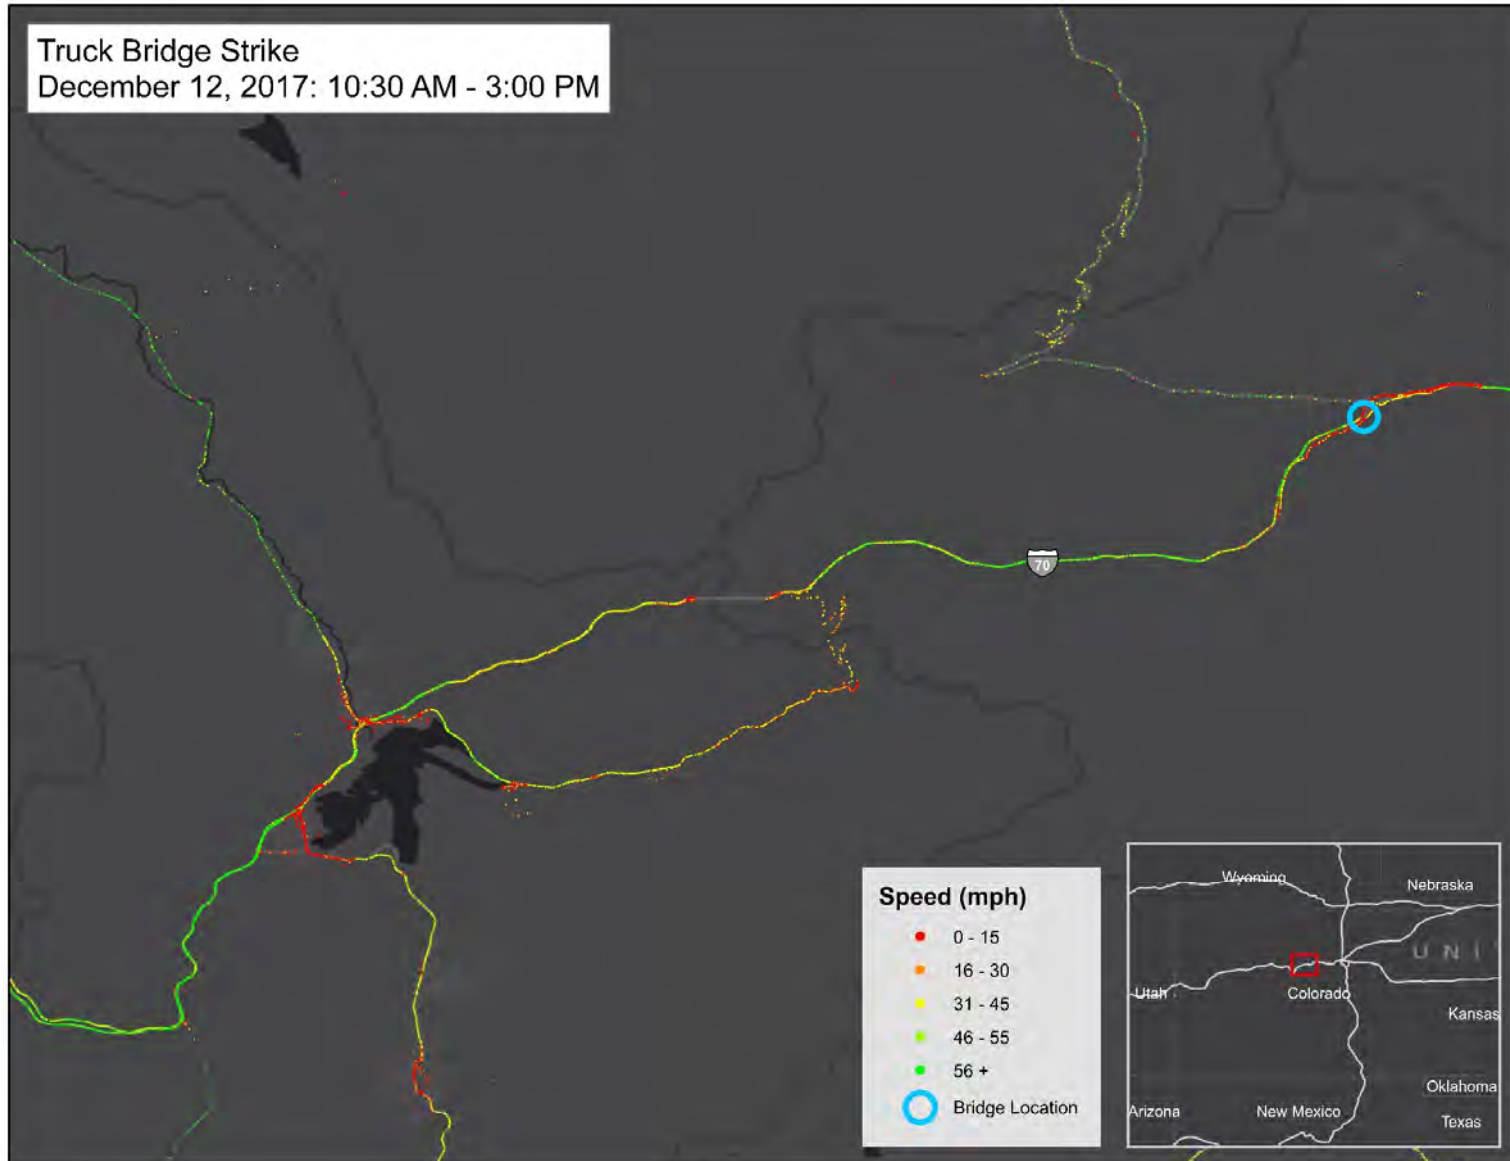 Truck Bridge Strike
December 12, 2017: 10:30 AM - 3:00 PM
70
Speed (mph)
0 - 15
16 - 30
31 - 45
46 - 55
56 +
Bridge Location
Wyoming
Nebraska
U N I
Utah
Colorado
Kansas
Oklahoma
Arizona
New Mexico
Texas